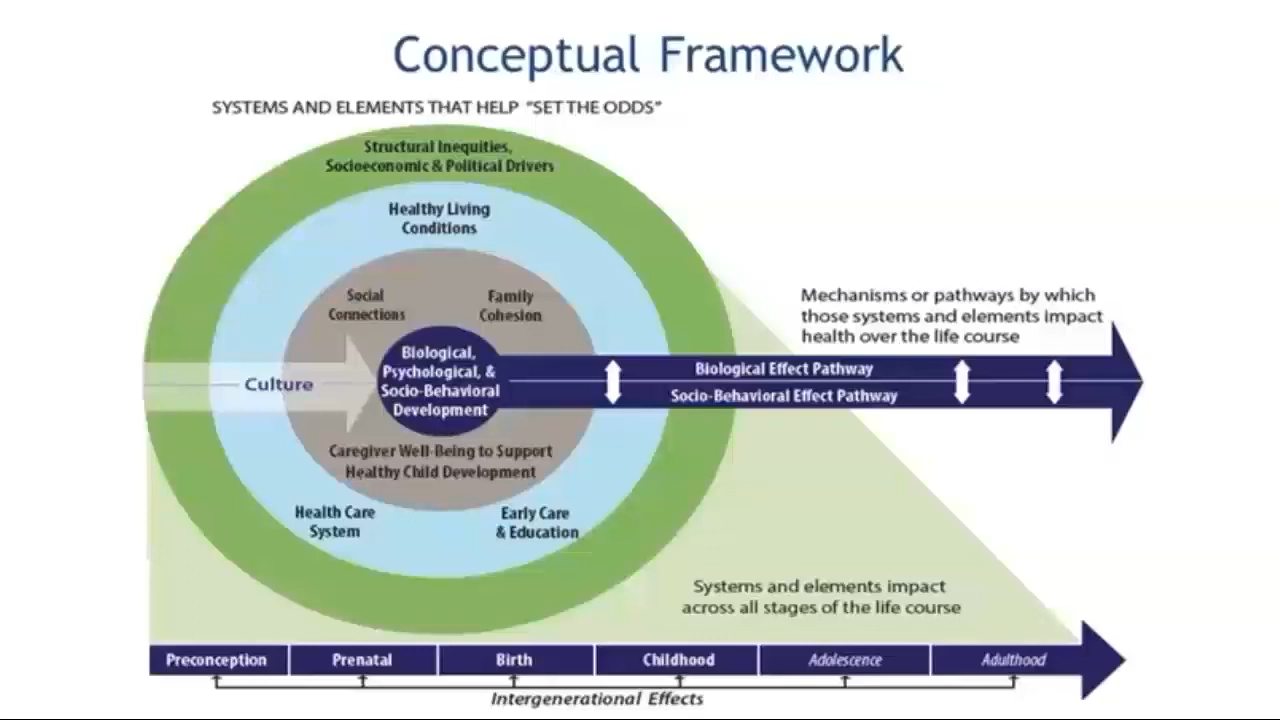 Conceptual Framework
SYSTEMS AND ELEMENTS THAT HELP "SET THE ODDS"
Structural Inequities,
Socioeconomic & Political Drivers
Healthy Living
Conditions
Social
Connections
Family
Cohesion
Mechanisms or pathways by which
those systems and elements impact
health over the life course
Culture
Biological,
Psychological, &
Socio-Behavioral
Development
Biological Effect Pathway
Socio-Behavioral Effect Pathway
Caregiver Well-Being to Support
Healthy Child Development
Health Care
System
Early Care
& Education
Systems and elements impact
across all stages of the life course
Preconception
Prenatal
Birth
Childhood
Adolescence
Adulthood
Intergenerational Effects